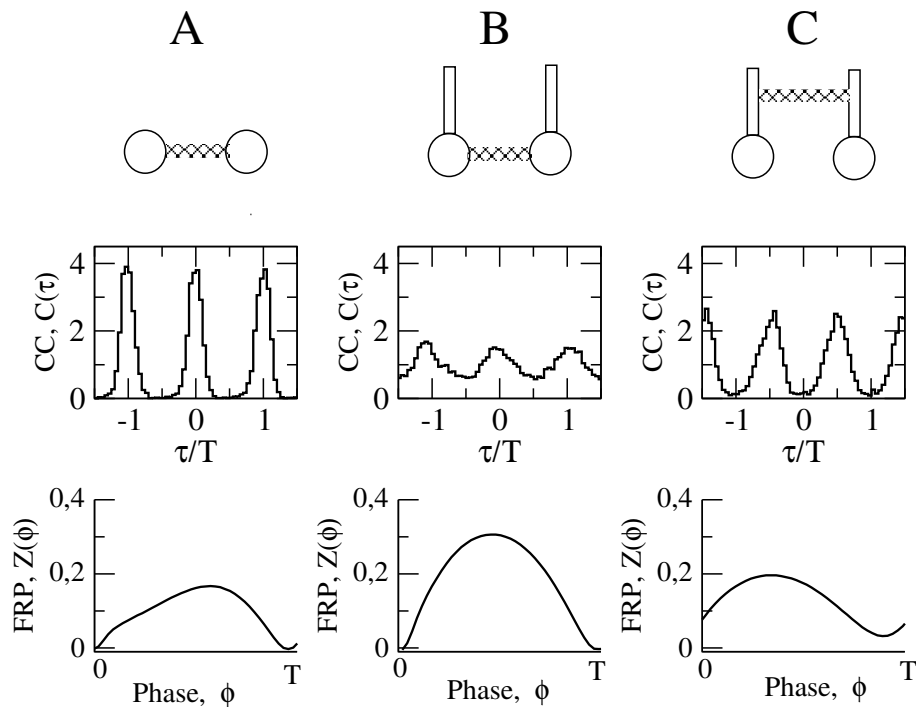 A B C
CC, C(τ)
4
2
0
-1 0 1
τ/T
CC, C(τ)
4
2
0
-1 0 1
τ/T
CC, C(τ)
4
2
0
-1 0 1
τ/T
FRP, Z(ϕ)
0,4
0,2
0
0 T
Phase, ϕ
FRP, Z(ϕ)
0,4
0,2
0
0 T
Phase, ϕ
FRP, Z(ϕ)
0,4
0,2
0
0 T
Phase, ϕ